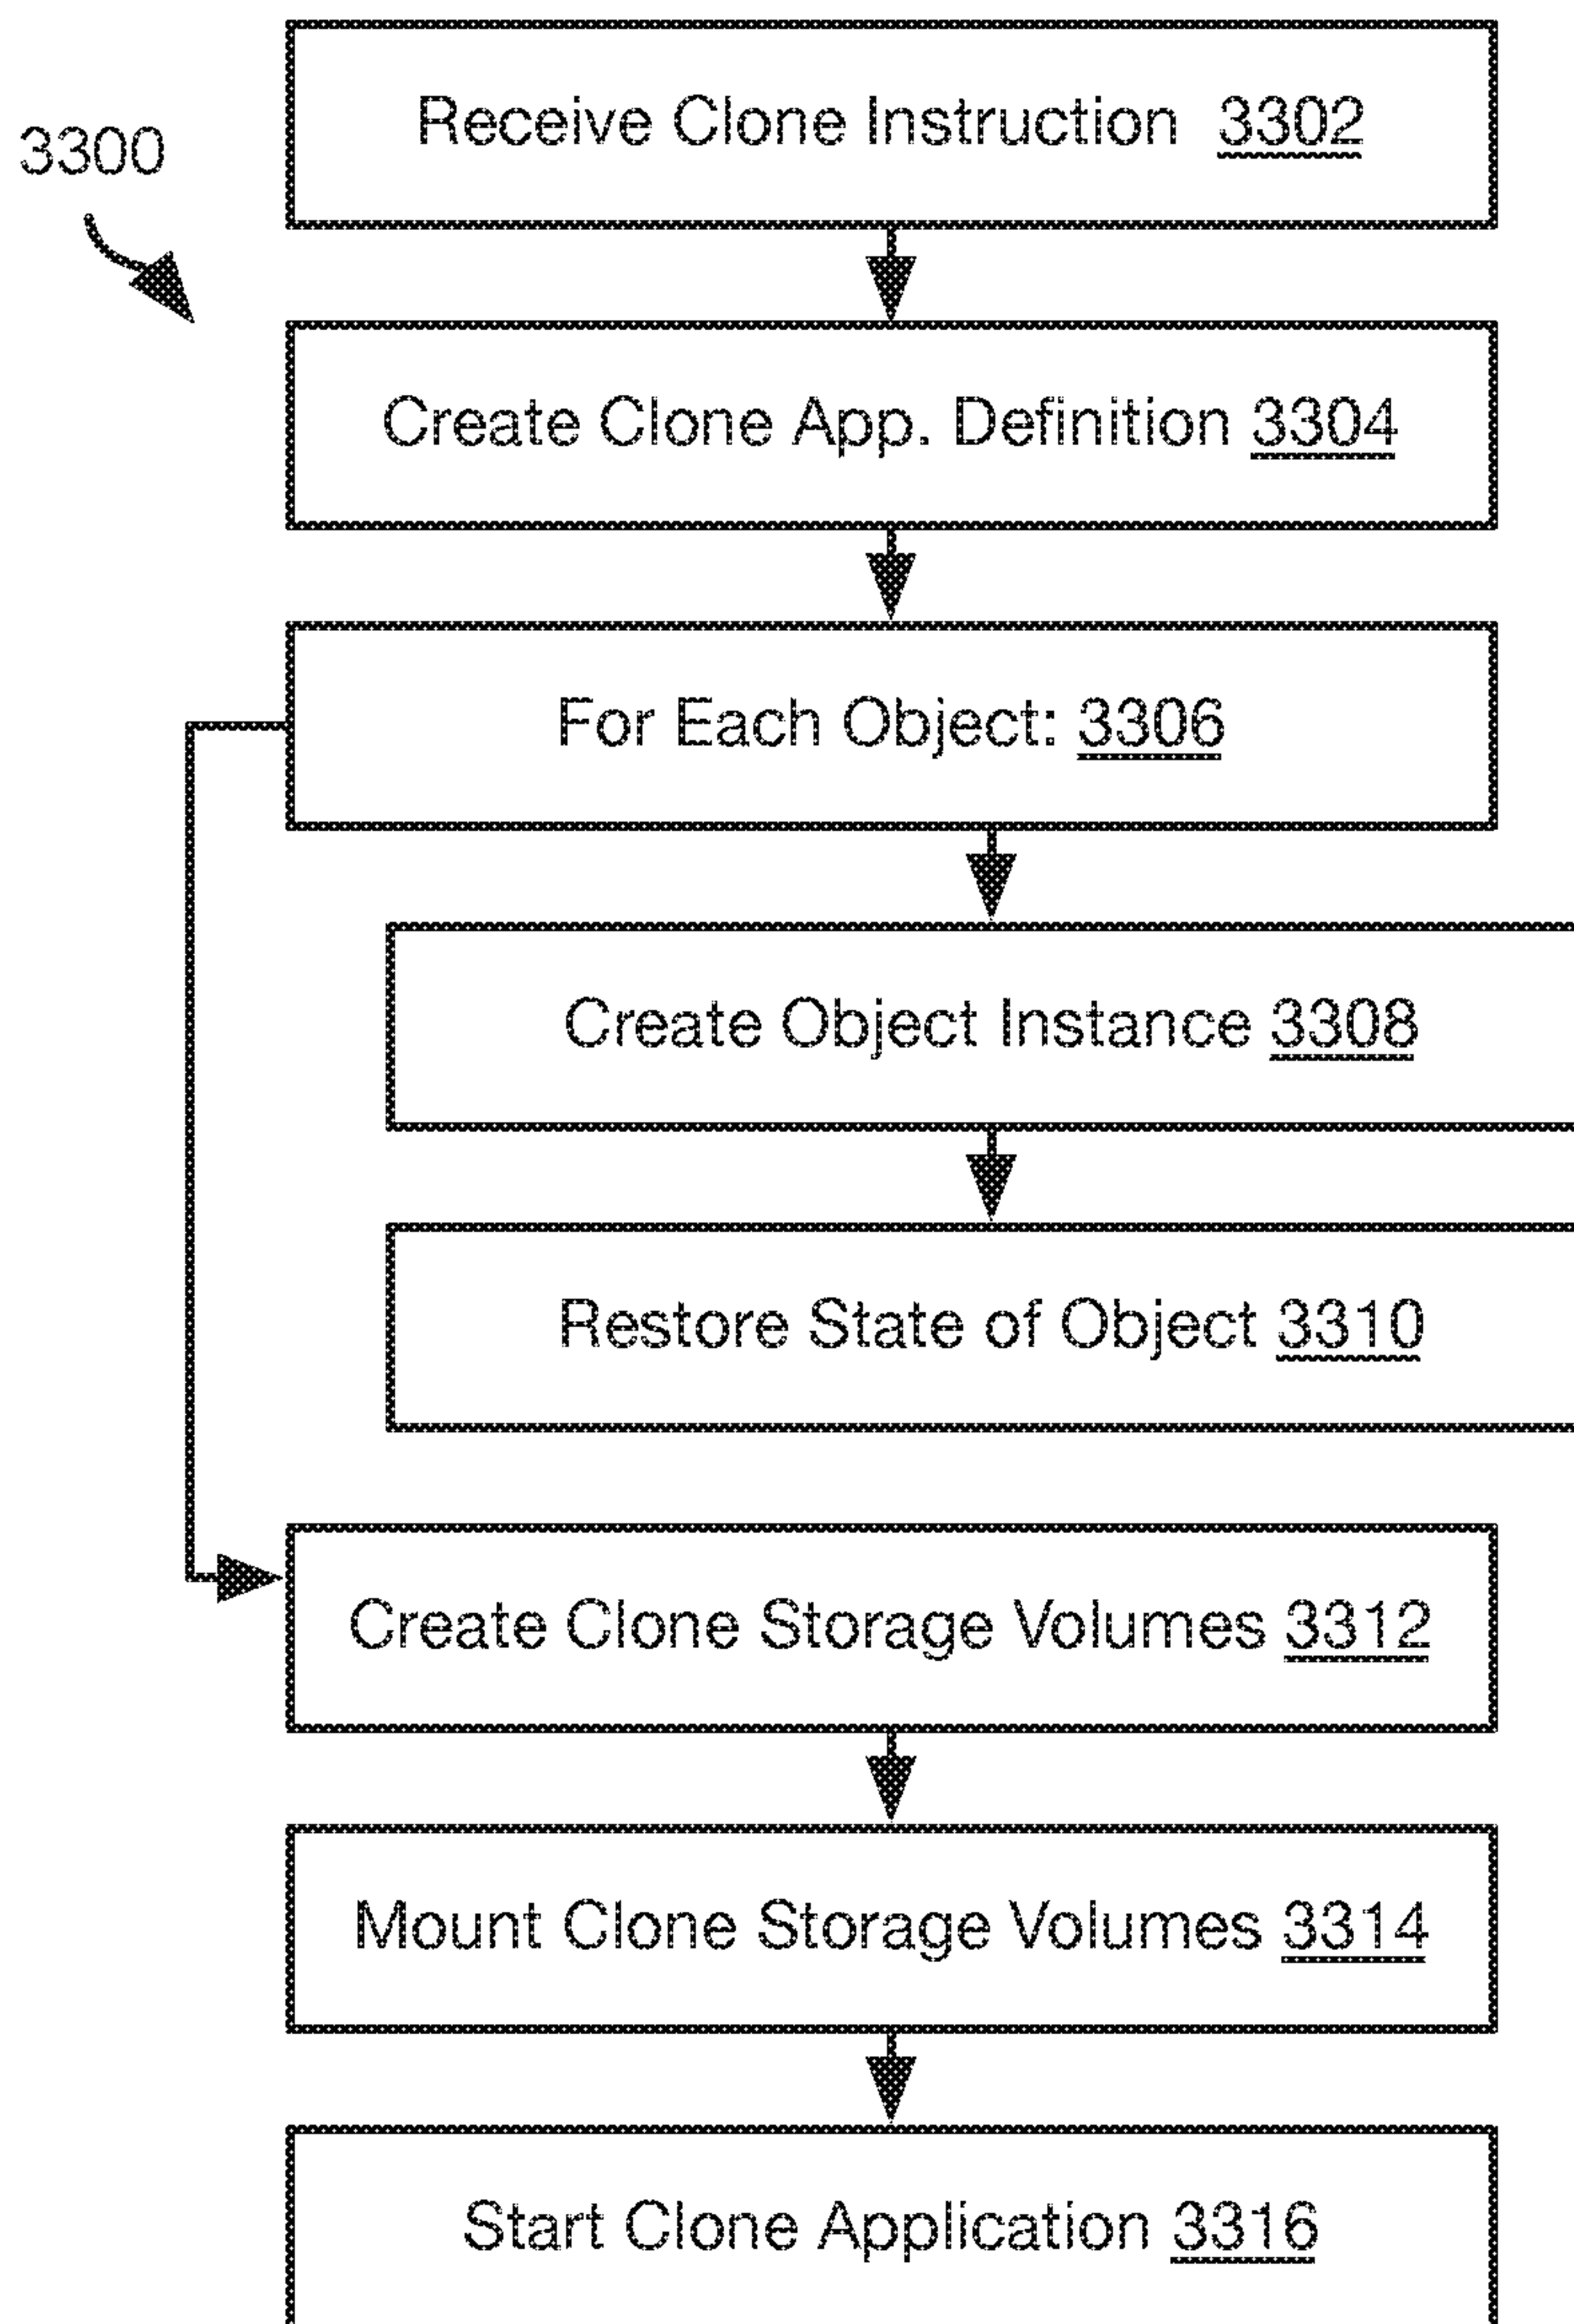 Receive Clone Instruction 3302
3300
Create Clone App. Definition 3304
For Each Object: 3306
Create Object Instance 3308
Restore State of Object 3310
Create Clone Storage Volumes 3312
Mount Clone Storage Volumes 3314
Start Clone Application 3316